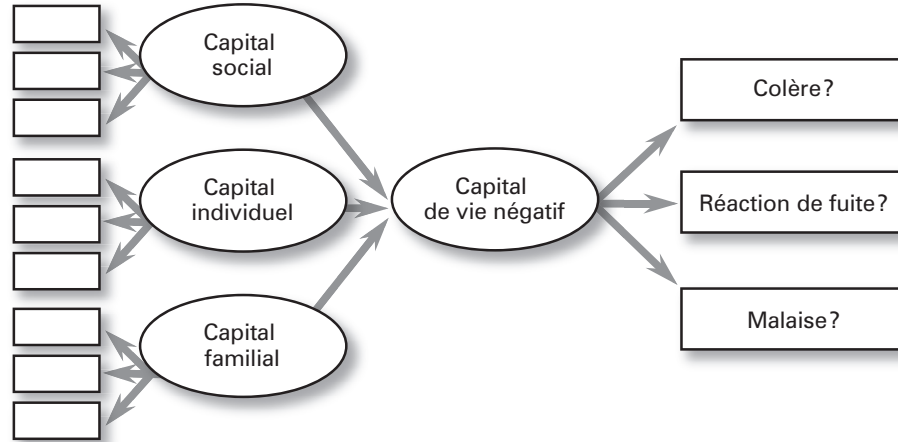 Capital
social
Colère?
Capital
individuel
Capital
de vie négatif
Réaction de fuite?
Capital
familial
Malaise?